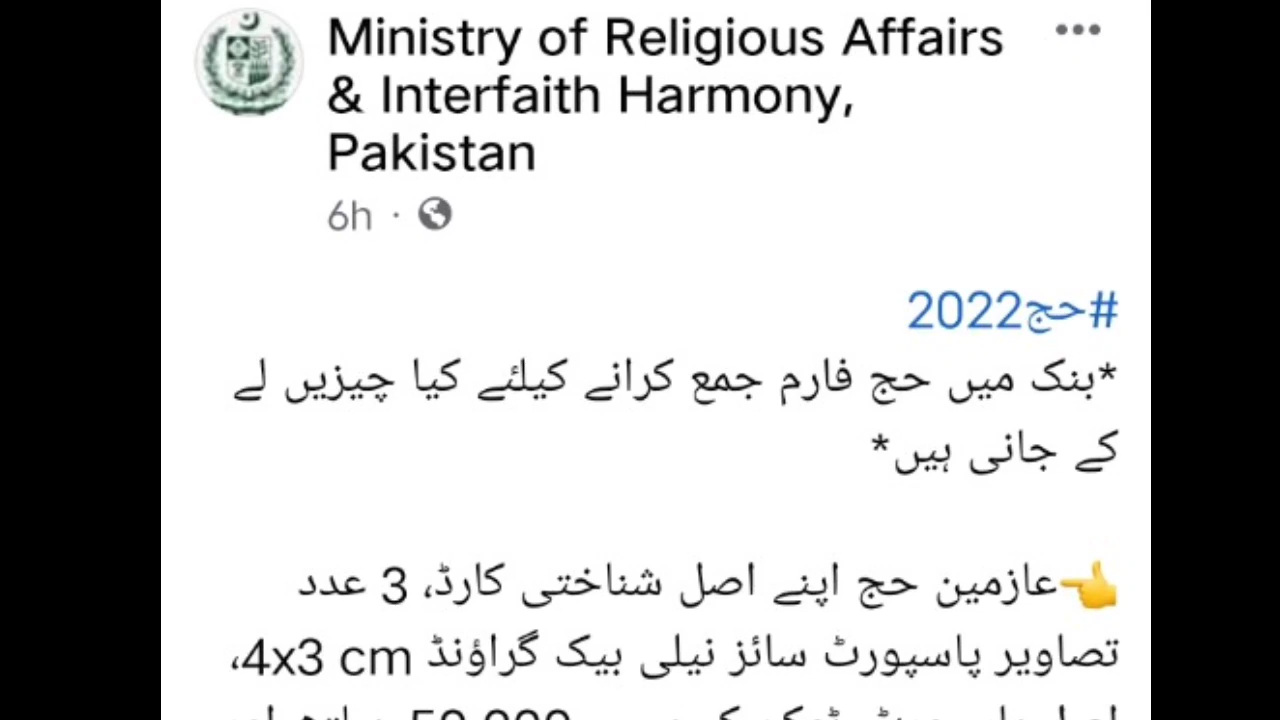 Ministry of Religious Affairs
& Interfaith Harmony,
Pakistan
6h ·
#حج2022
*بنک میں حج فارم جمع کرانے کیلئے کیا چیزیں لے
کے جانی ہیں*
👈عازمین حج اپنے اصل شناختی کارڈ، 3 عدد
تصاویر پاسپورٹ سائز نیلی بیک گراؤنڈ 4x3 cm،
50,000